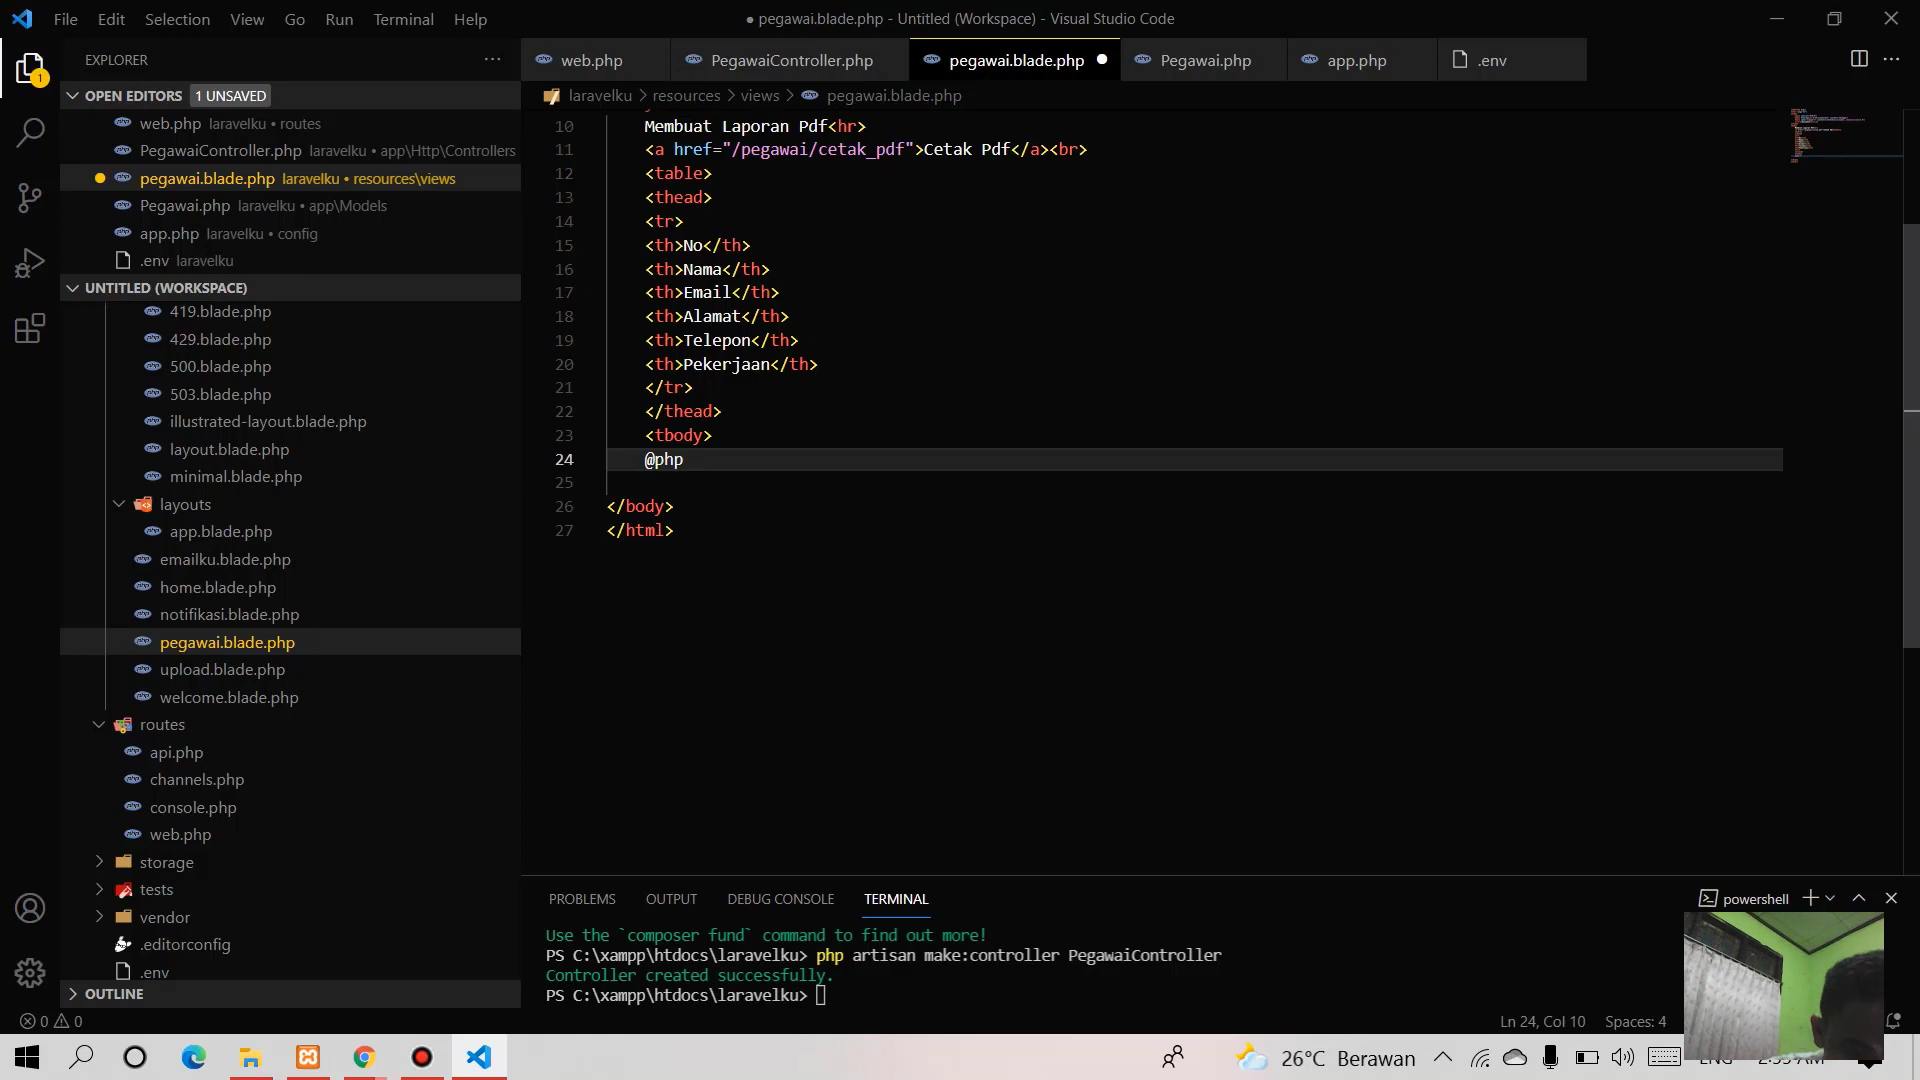 File Edit Selection View Go Run Terminal Help
● pegawai.blade.php - Untitled (Workspace) - Visual Studio Code
EXPLORER
web.php
PegawaiController.php
pegawai.blade.php
Pegawai.php
app.php
.env
OPEN EDITORS 1 UNSAVED
web.php laravelku • routes
PegawaiController.php laravelku • app\Http\Controllers
pegawai.blade.php laravelku • resources\views
Pegawai.php laravelku • app\Models
app.php laravelku • config
.env laravelku
UNTITLED (WORKSPACE)
419.blade.php
429.blade.php
500.blade.php
503.blade.php
illustrated-layout.blade.php
layout.blade.php
minimal.blade.php
layouts
app.blade.php
emailku.blade.php
home.blade.php
notifikasi.blade.php
pegawai.blade.php
upload.blade.php
welcome.blade.php
routes
api.php
channels.php
console.php
web.php
storage
tests
vendor
.editorconfig
.env
OUTLINE
laravelku > resources > views > pegawai.blade.php
10 Membuat Laporan Pdf<hr>
11 <a href="/pegawai/cetak_pdf">Cetak Pdf</a><br>
12 <table>
13 <thead>
14 <tr>
15 <th>No</th>
16 <th>Nama</th>
17 <th>Email</th>
18 <th>Alamat</th>
19 <th>Telepon</th>
20 <th>Pekerjaan</th>
21 </tr>
22 </thead>
23 <tbody>
24 @php
25
26 </body>
27 </html>
PROBLEMS OUTPUT DEBUG CONSOLE TERMINAL
powershell
Use the `composer fund` command to find out more!
PS C:\xampp\htdocs\laravelku> php artisan make:controller PegawaiController
Controller created successfully.
PS C:\xampp\htdocs\laravelku>
0 0
Ln 24, Col 10 Spaces: 4
26°C Berawan